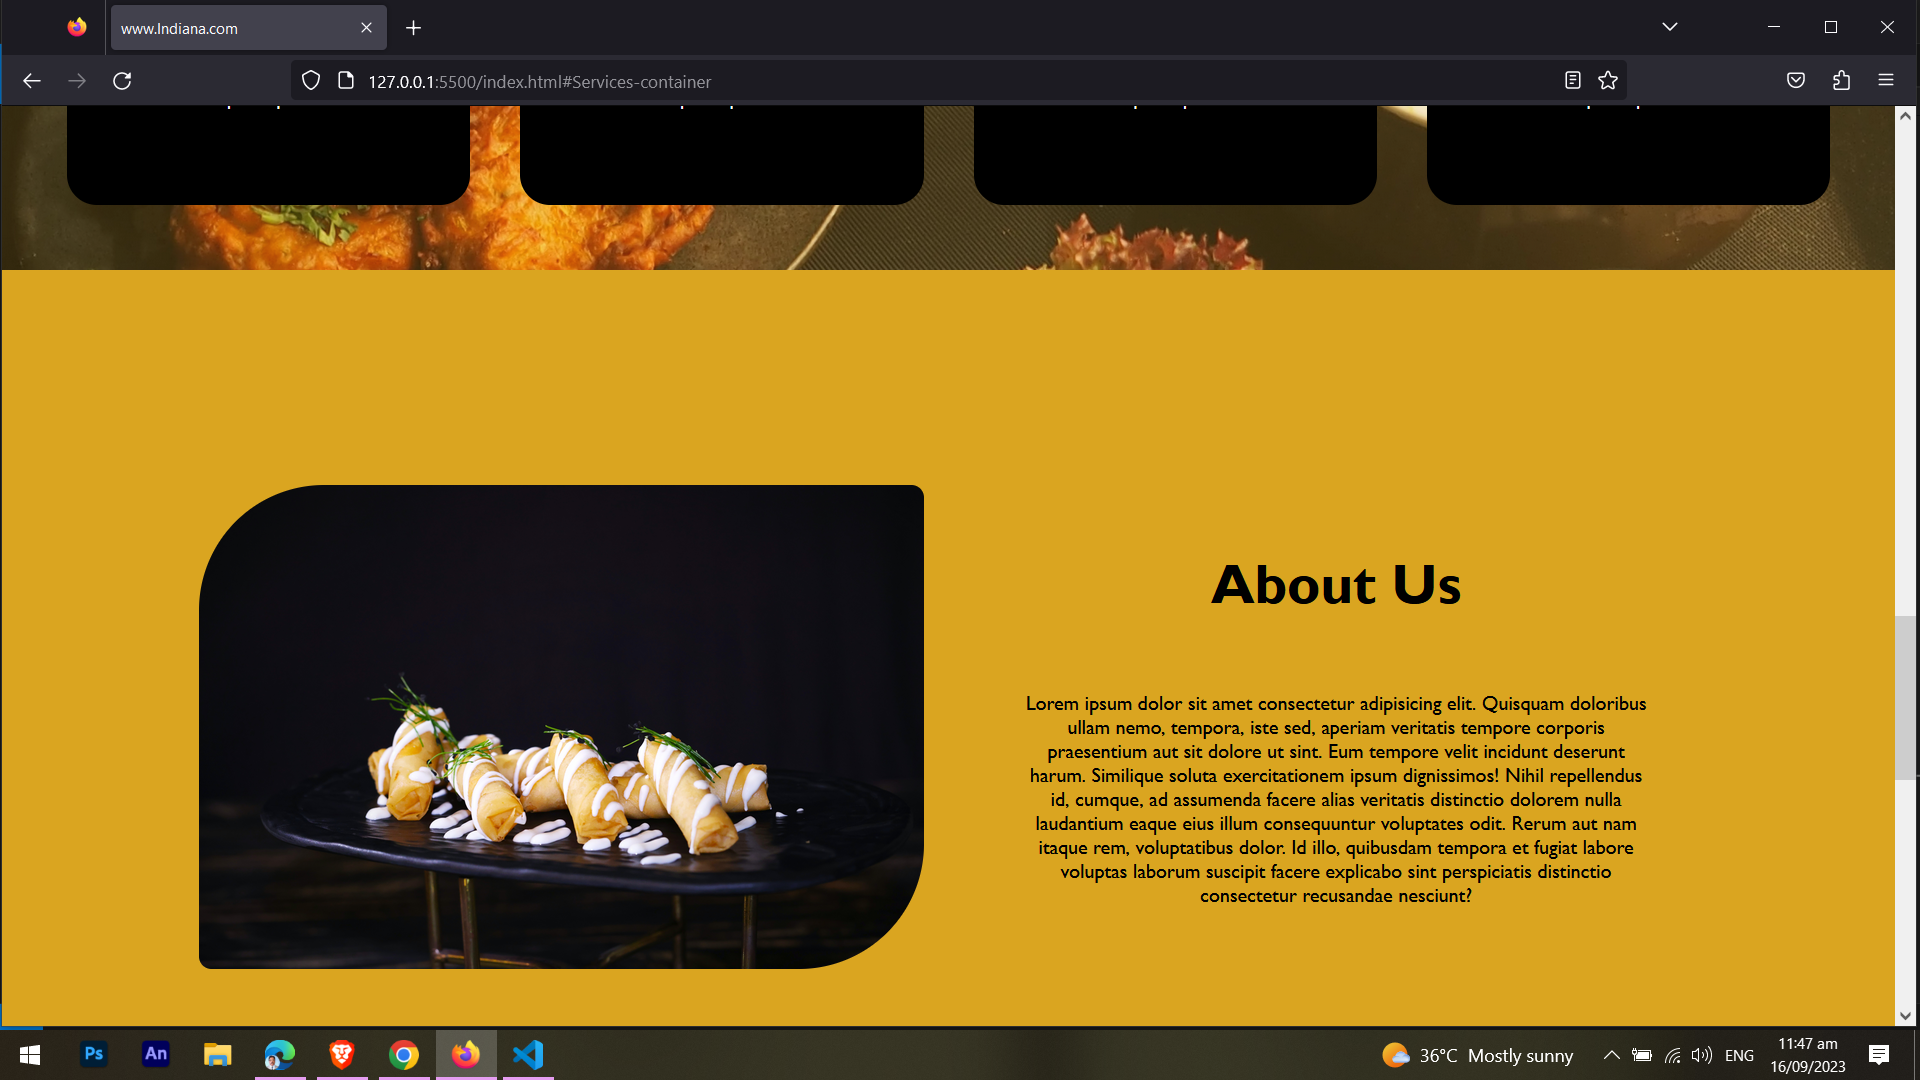 www.Indiana.com
127.0.0.1:5500/index.html#Services-container
About Us
Lorem ipsum dolor sit amet consectetur adipisicing elit. Quisquam doloribus
ullam nemo, tempora, iste sed, aperiam veritatis tempore corporis
praesentium aut sit dolore ut sint. Eum tempore velit incidunt deserunt
harum. Similique soluta exercitationem ipsum dignissimos! Nihil repellendus
id, cumque, ad assumenda facere alias veritatis distinctio dolorem nulla
laudantium eaque eius illum consequuntur voluptates odit. Rerum aut nam
itaque rem, voluptatibus dolor. Id illo, quibusdam tempora et fugiat labore
voluptas laborum suscipit facere explicabo sint perspiciatis distinctio
consectetur recusandae nesciunt?
Ps
An
36°C Mostly sunny
ENG
11:47 am
16/09/2023